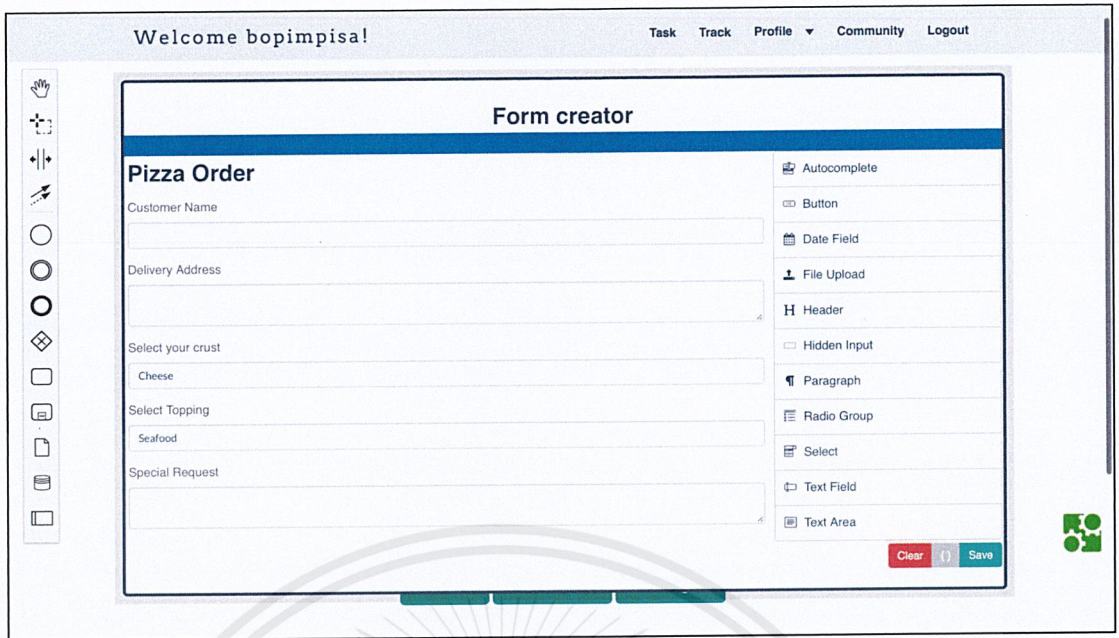 Welcome bopimpisa!
Task Track Profile ▼ Community Logout
Form creator
Pizza Order
Customer Name
Delivery Address
Select your crust
Cheese
Select Topping
Seafood
Special Request
Autocomplete
Button
Date Field
File Upload
H Header
Hidden Input
¶ Paragraph
Radio Group
Select
Text Field
Text Area
Clear { } Save